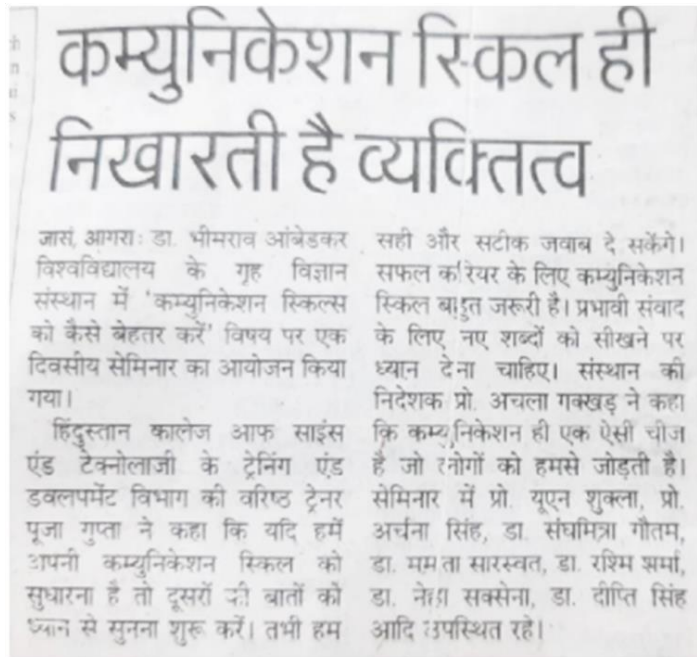 कम्युनिकेशन स्किल ही
निखारती है व्यक्तित्व
जासं, आगराः डा. भीमराव आंबेडकर
विश्वविद्यालय के गृह विज्ञान
संस्थान में 'कम्युनिकेशन स्किल्स
को कैसे बेहतर करें' विषय पर एक
दिवसीय सेमिनार का आयोजन किया
गया।
हिंदुस्तान कालेज आफ साइंस
एंड टेक्नोलाजी के ट्रेनिंग एंड
डवलपमेंट विभाग की वरिष्ठ ट्रेनर
पूजा गुप्ता ने कहा कि यदि हमें
अपनी कम्युनिकेशन स्किल को
सुधारना है तो दूसरों की बातों को
ध्यान से सुनना शुरू करें। तभी हम
सही और सटीक जवाब दे सकेंगे।
सफल करियर के लिए कम्युनिकेशन
स्किल बहुत जरूरी है। प्रभावी संवाद
के लिए नए शब्दों को सीखने पर
ध्यान देना चाहिए। संस्थान की
निदेशक प्रो. अचला गक्खड़ ने कहा
कि कम्युनिकेशन ही एक ऐसी चीज
है जो लोगों को हमसे जोड़ती है।
सेमिनार में प्रो. यूएन शुक्ला, प्रो.
अर्चना सिंह, डा. संघमित्रा गौतम,
डा. ममता सारस्वत, डा. रश्मि शर्मा,
डा. नेहा सक्सेना, डा. दीप्ति सिंह
आदि उपस्थित रहे।